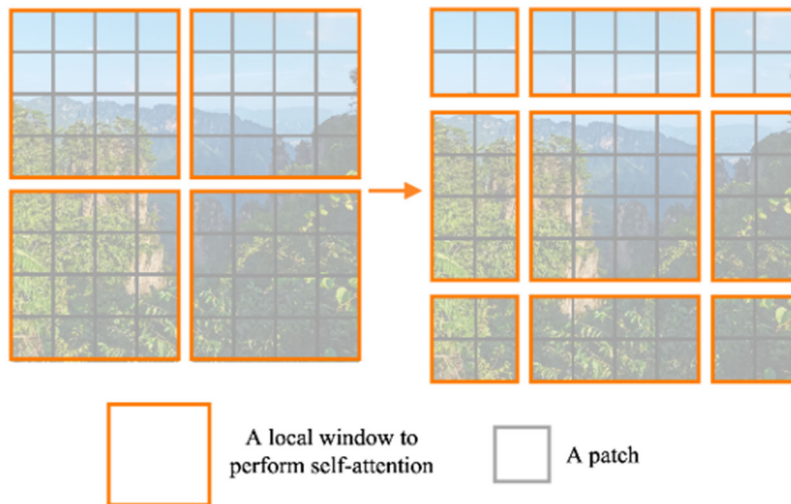 A local window to
perform self-attention
A patch